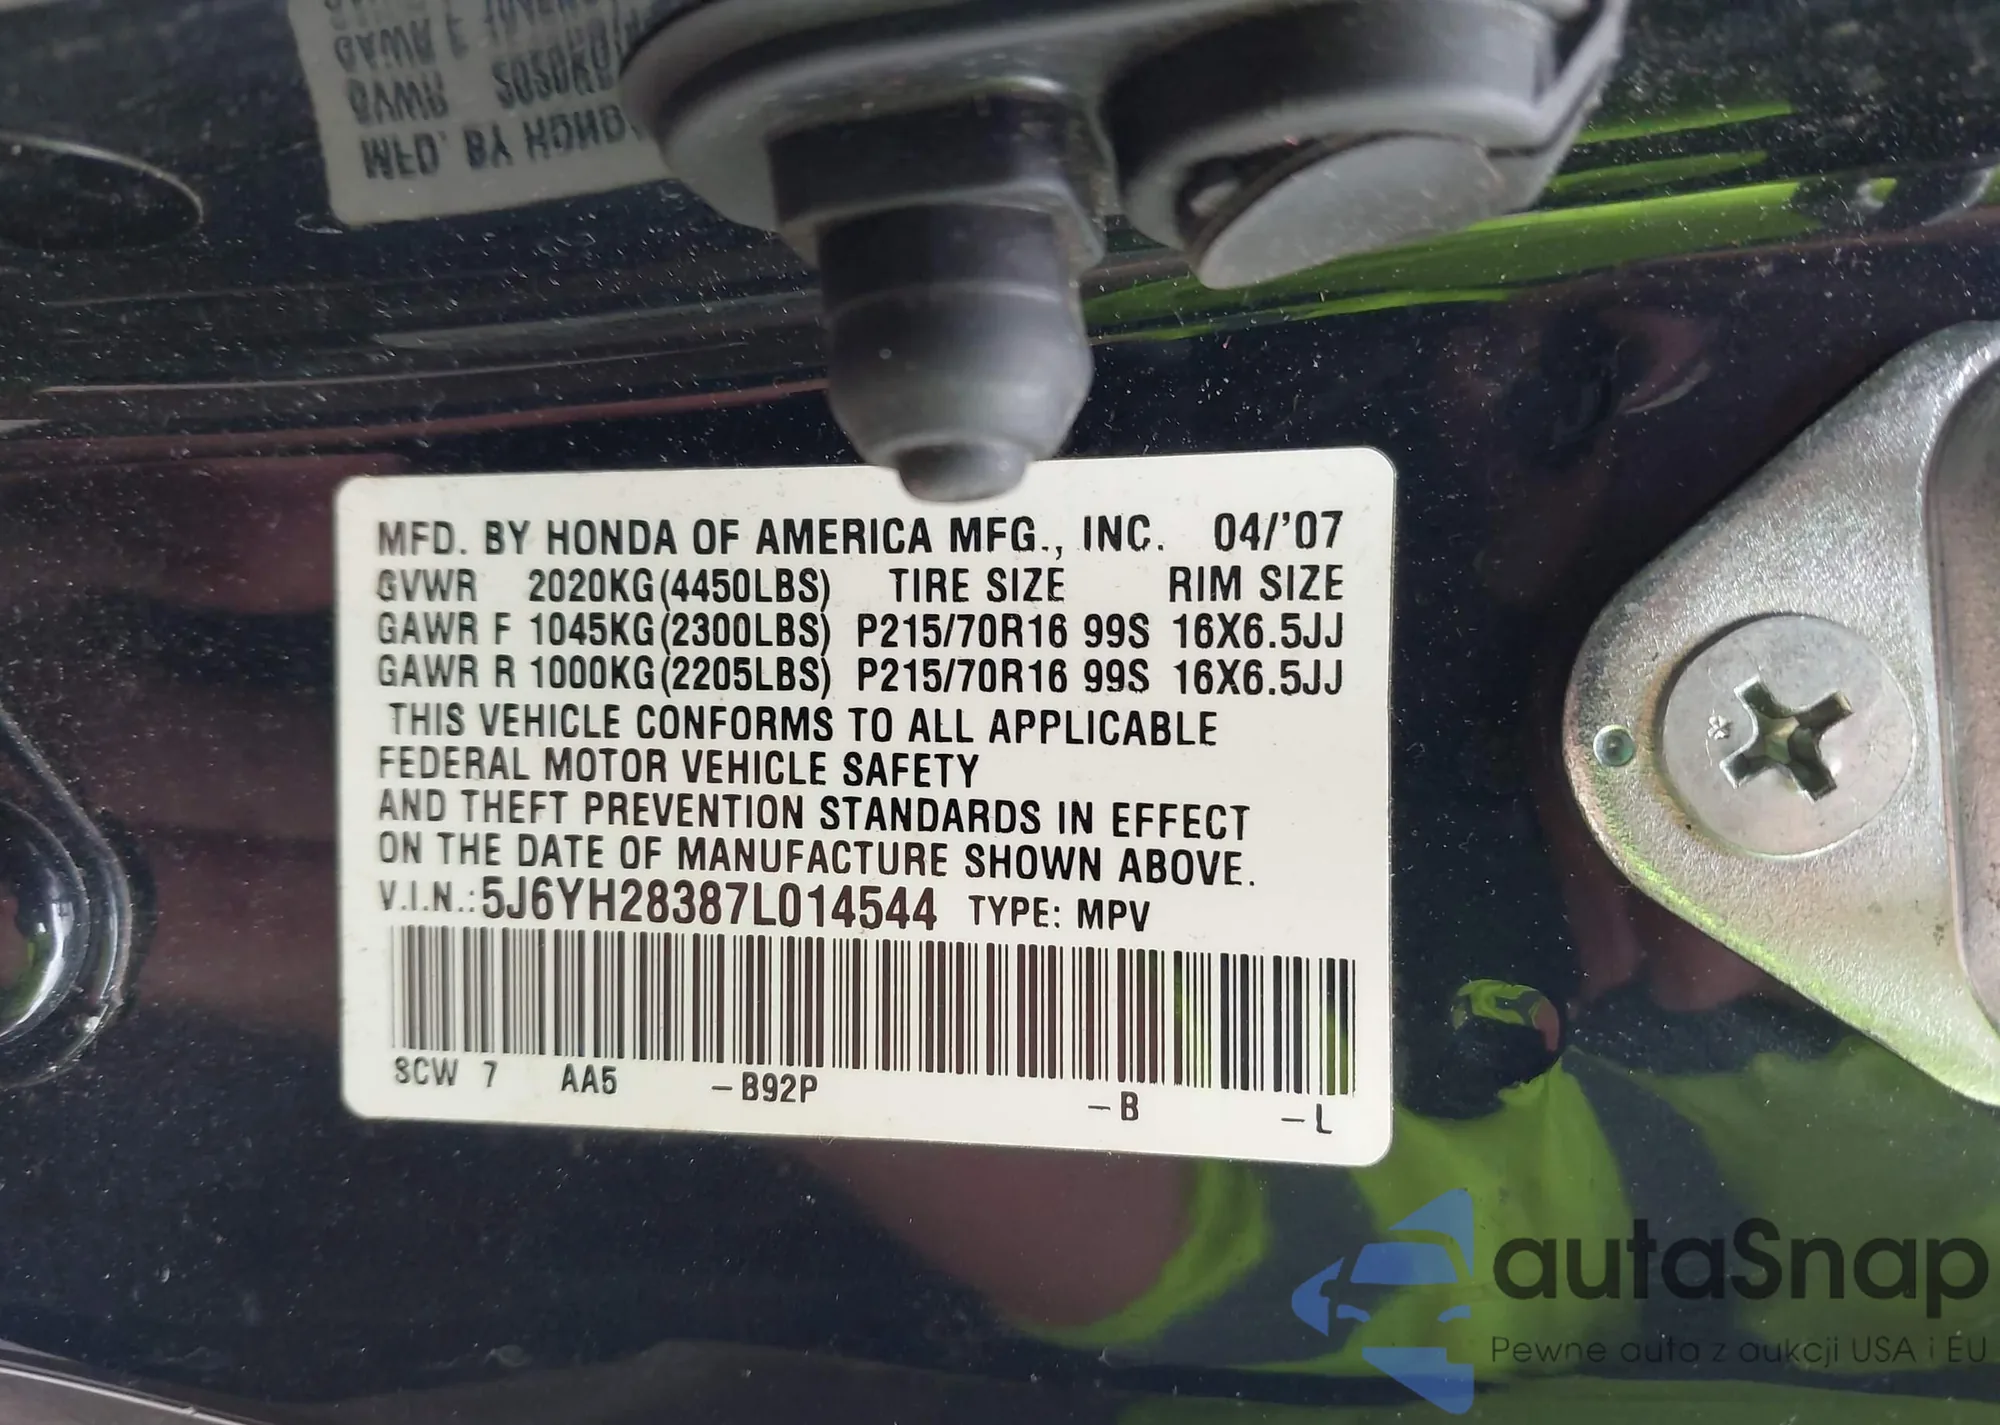 MFD. BY HONDA OF AMERICA MFG., INC. 04/'07
GVWR 2020KG(4450LBS) TIRE SIZE RIM SIZE
GAWR F 1045KG(2300LBS) P215/70R16 99S 16X6.5JJ
GAWR R 1000KG(2205LBS) P215/70R16 99S 16X6.5JJ
THIS VEHICLE CONFORMS TO ALL APPLICABLE
FEDERAL MOTOR VEHICLE SAFETY
AND THEFT PREVENTION STANDARDS IN EFFECT
ON THE DATE OF MANUFACTURE SHOWN ABOVE.
V.I.N.: 5J6YH28387L014544 TYPE: MPV
SCW 7 AA5 –B92P –B –L
autaSnap
Pewne auta z aukcji USA i EU